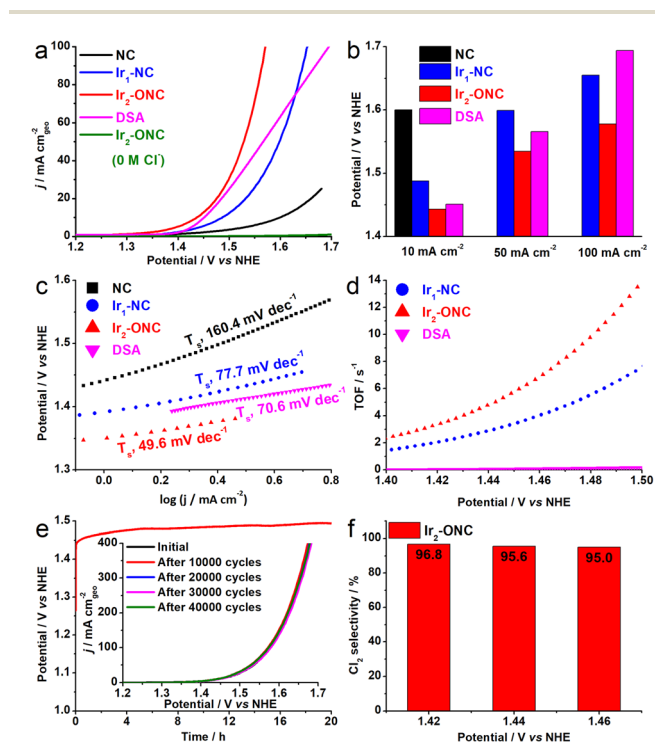 a
j / mA cm⁻²geo
100
80
60
40
20
0
NC
Ir₁-NC
Ir₂-ONC
DSA
Ir₂-ONC
(0 M Cl⁻)
1.2 1.3 1.4 1.5 1.6 1.7
Potential / V vs NHE
b
Potential / V vs NHE
1.7
1.6
1.5
1.4
NC
Ir₁-NC
Ir₂-ONC
DSA
10 mA cm⁻² 50 mA cm⁻² 100 mA cm⁻²
c
Potential / V vs NHE
1.6
1.5
1.4
1.3
NC
Ir₁-NC
Ir₂-ONC
DSA
Tₛ, 160.4 mV dec⁻¹
Tₛ, 77.7 mV dec⁻¹
Tₛ, 70.6 mV dec⁻¹
Tₛ, 49.6 mV dec⁻¹
0.0 0.2 0.4 0.6 0.8
log (j / mA cm⁻²)
d
TOF / s⁻¹
14
12
10
8
6
4
2
0
Ir₁-NC
Ir₂-ONC
DSA
1.40 1.42 1.44 1.46 1.48 1.50
Potential / V vs NHE
e
Potential / V vs NHE
1.5
1.4
1.3
1.2
1.1
1.0
j / mA cm⁻²geo
400
300
200
100
0
Initial
After 10000 cycles
After 20000 cycles
After 30000 cycles
After 40000 cycles
1.2 1.3 1.4 1.5 1.6 1.7
Potential / V vs NHE
0 4 8 12 16 20
Time / h
f
Cl₂ selectivity / %
100
80
60
40
20
0
Ir₂-ONC
96.8 95.6 95.0
1.42 1.44 1.46
Potential / V vs NHE